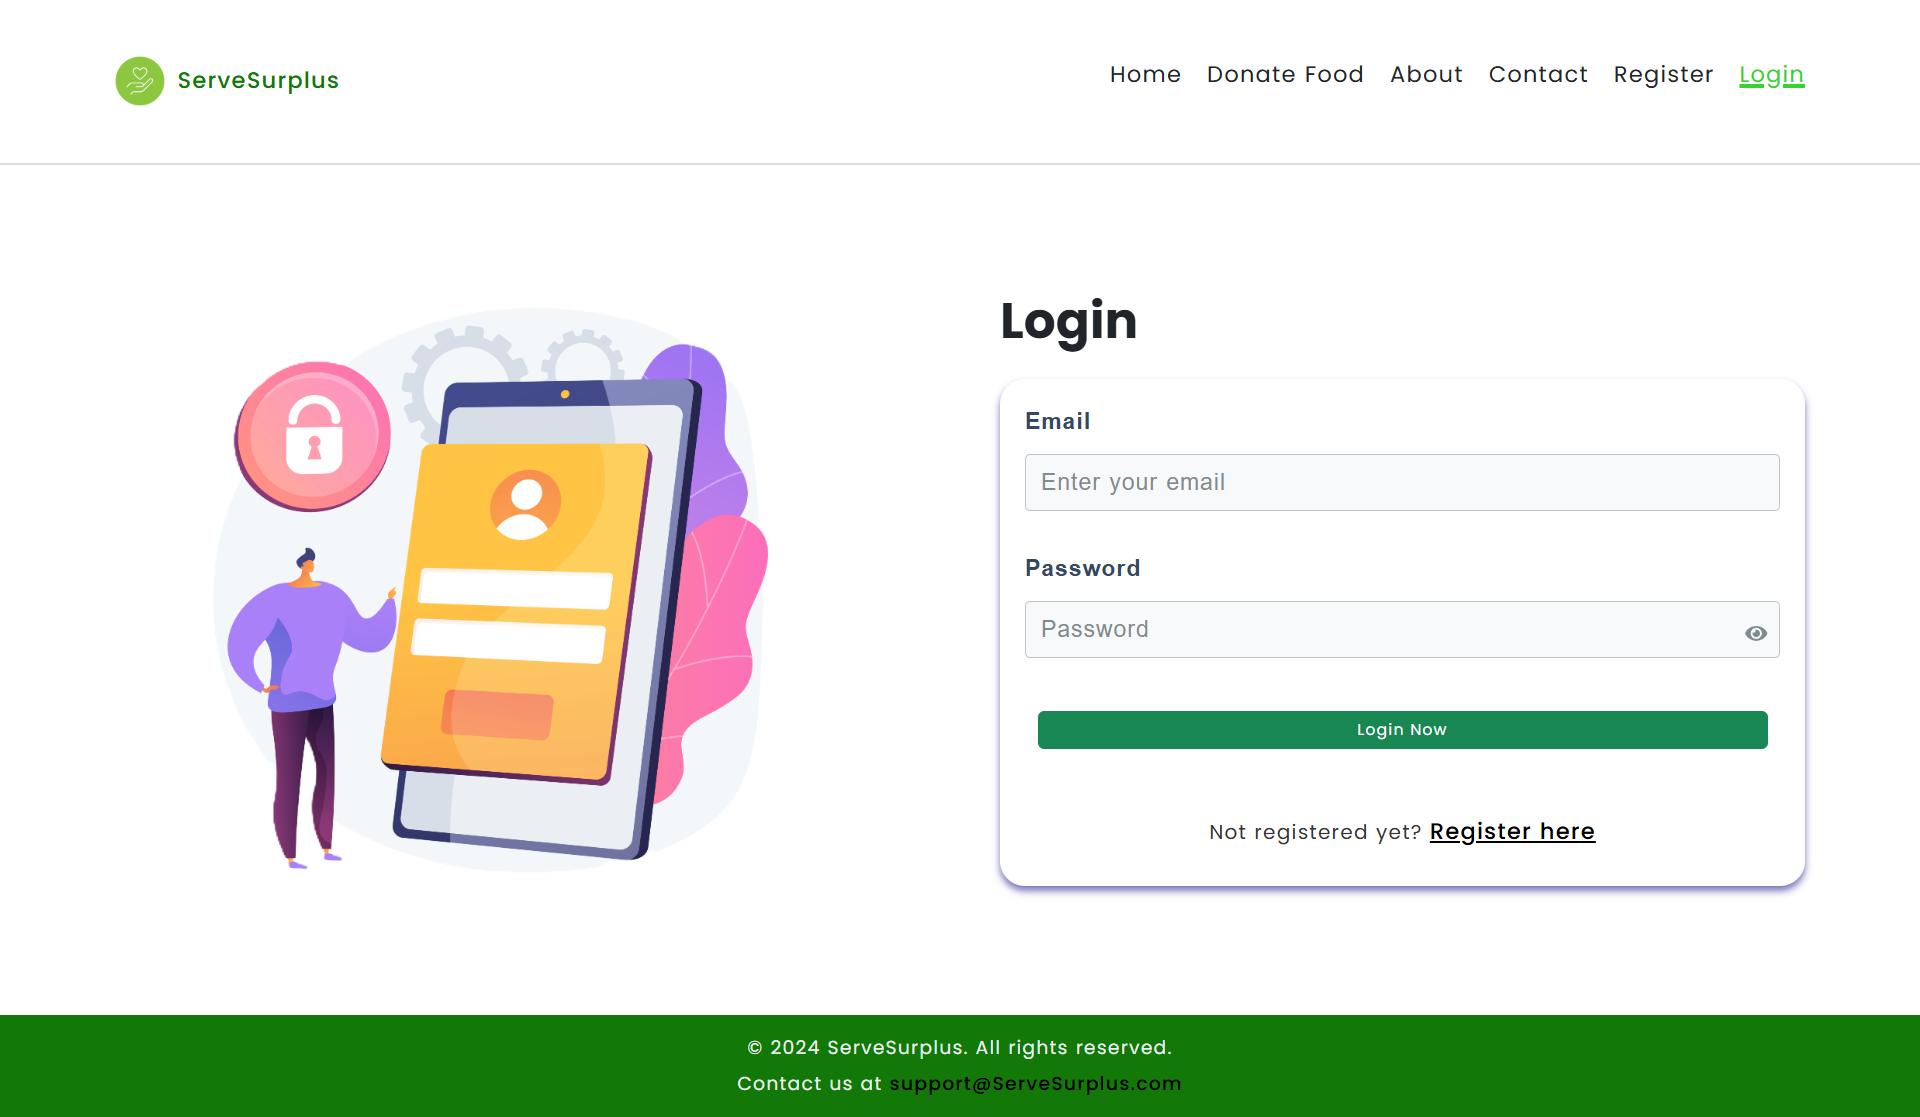 ServeSurplus
Home Donate Food About Contact Register Login
Login
Email
Enter your email
Password
Password
Login Now
Not registered yet? Register here
© 2024 ServeSurplus. All rights reserved.
Contact us at support@ServeSurplus.com